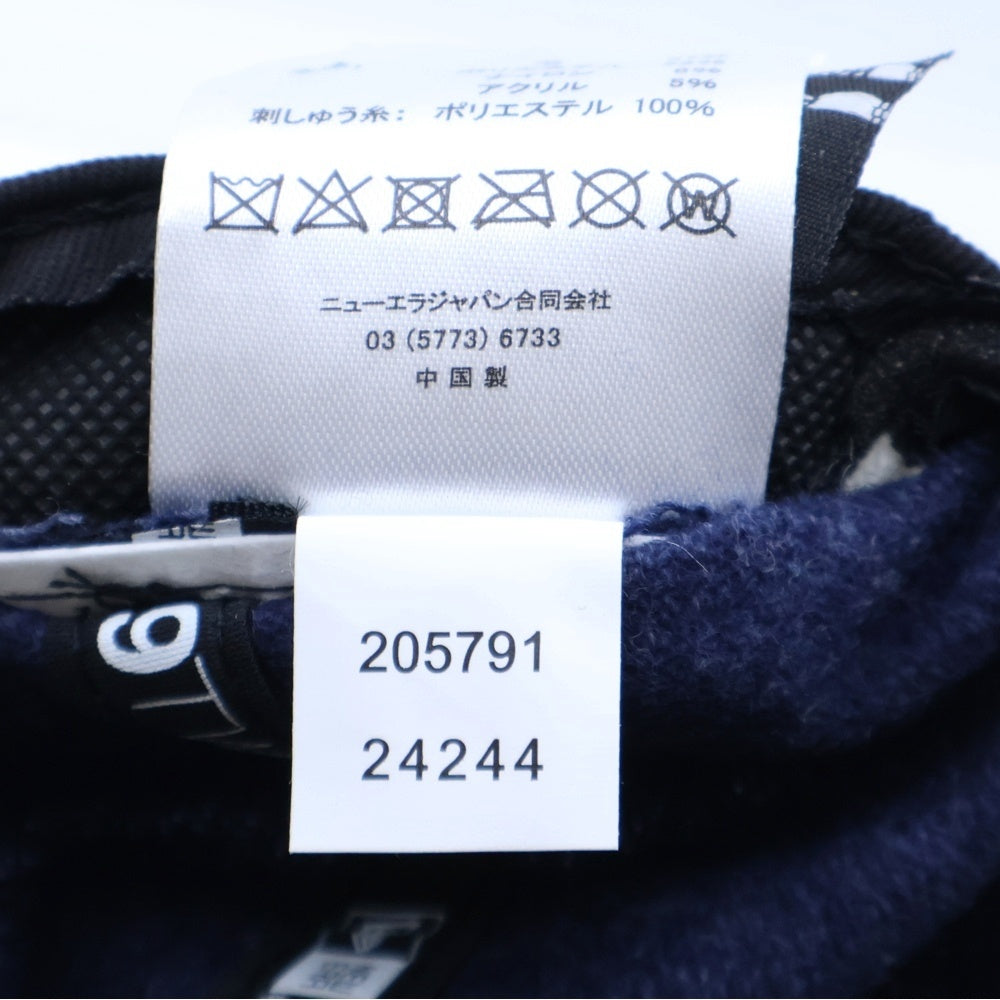 アクリル 5%
刺しゅう糸: ポリエステル 100%
W
ニューエラジャパン合同会社
03 (5773) 6733
中国製
205791
24244